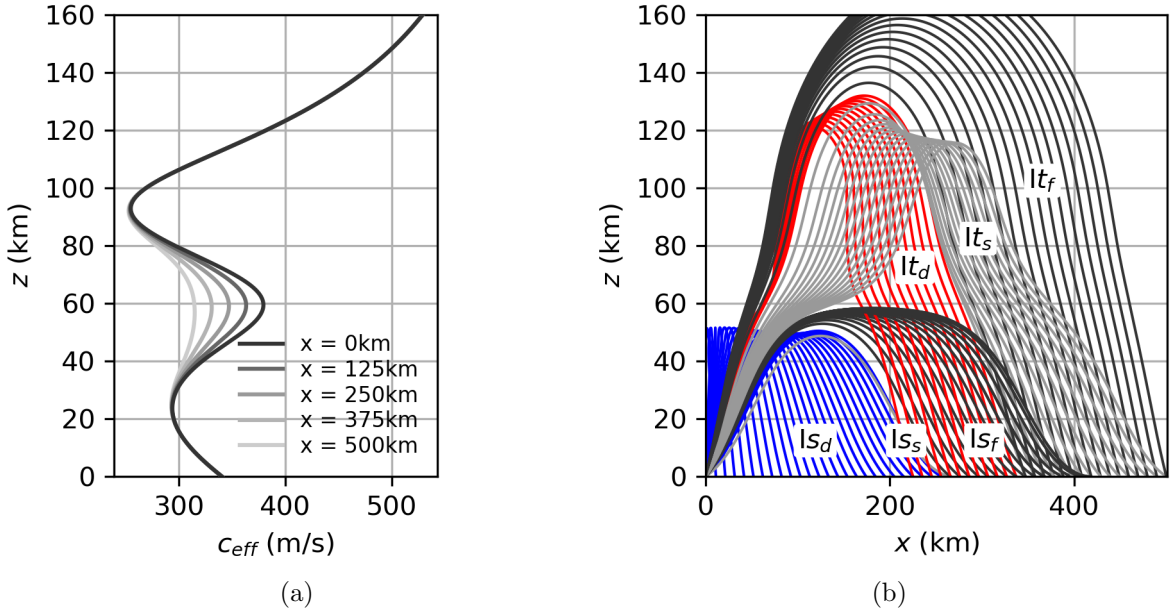 160
140
120
100
80
60
40
20
0
z (km)
x = 0km
x = 125km
x = 250km
x = 375km
x = 500km
300 400 500
c_eff (m/s)
(a)
160
140
120
100
80
60
40
20
0
z (km)
It_f
It_s
It_d
Is_d
Is_s
Is_f
0 200 400
x (km)
(b)